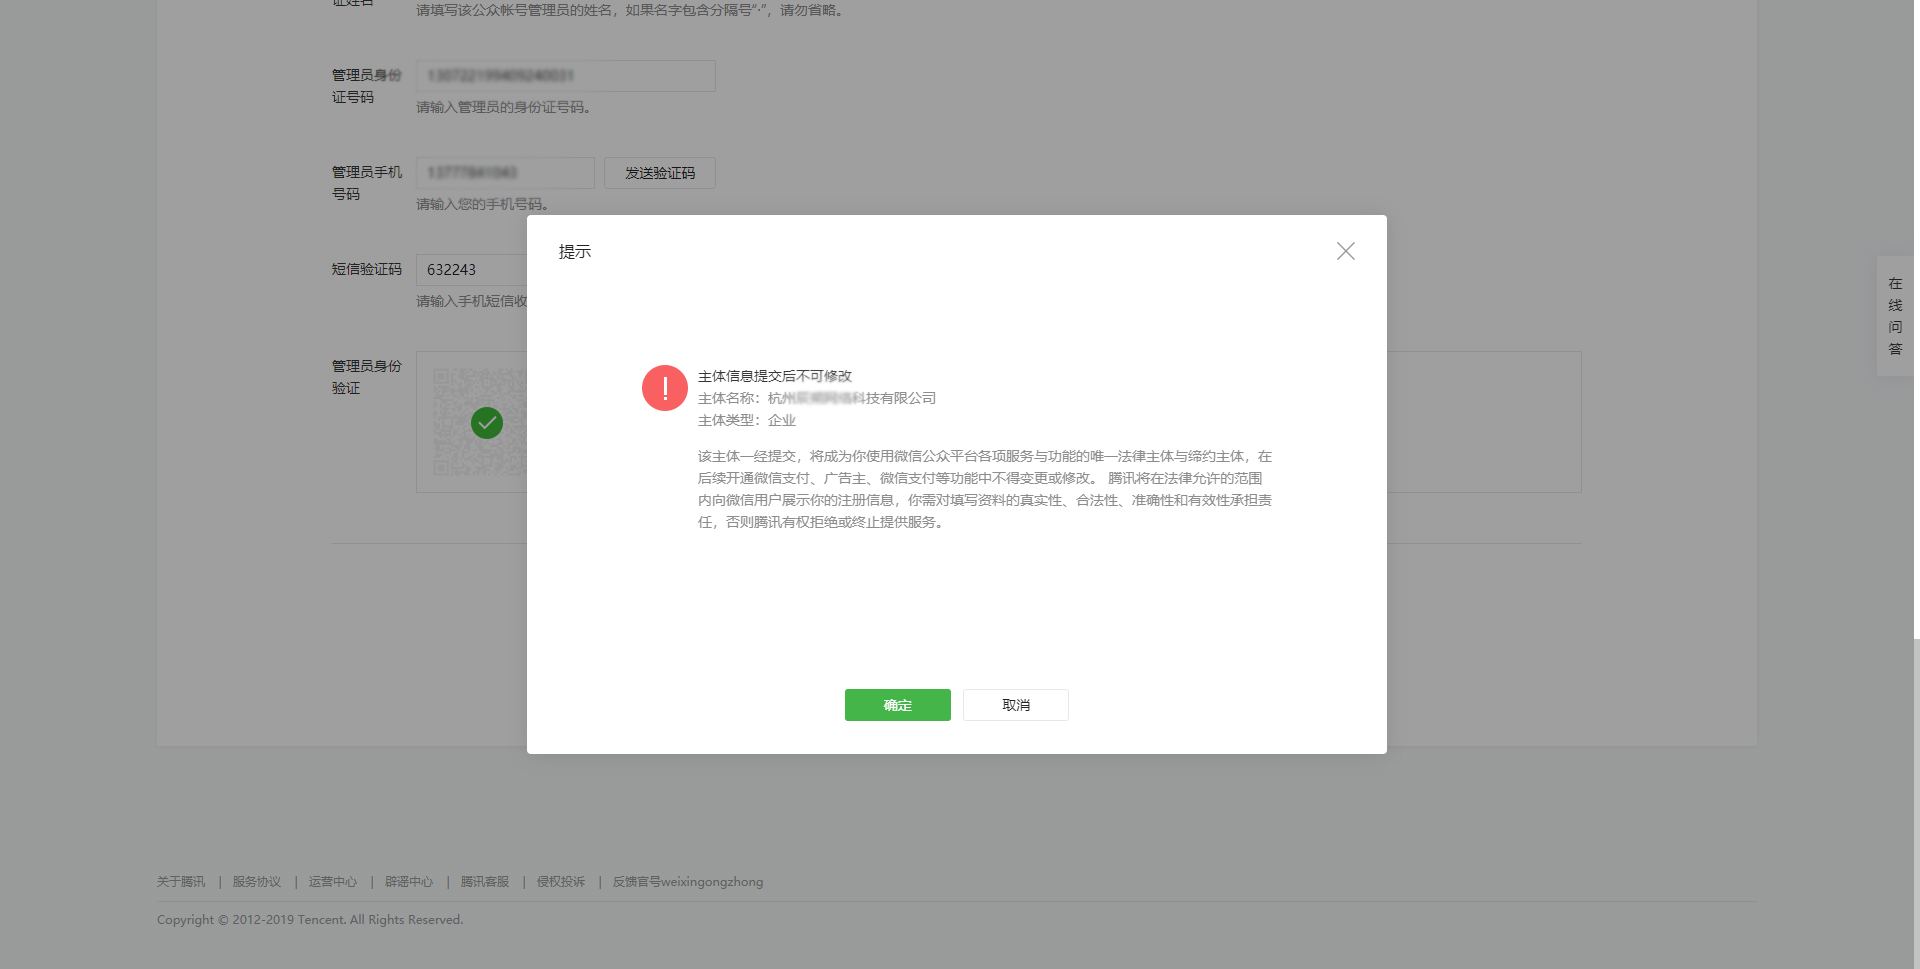 证姓名
请填写该公众帐号管理员的姓名，如果名字包含分隔号“·”，请勿省略。
管理员身份
证号码
请输入管理员的身份证号码。
管理员手机
号码
发送验证码
请输入您的手机号码。
短信验证码
632243
请输入手机短信收
管理员身份
验证
提示
主体信息提交后不可修改
主体名称：杭州 科技有限公司
主体类型：企业
该主体一经提交，将成为你使用微信公众平台各项服务与功能的唯一法律主体与缔约主体，在
后续开通微信支付、广告主、微信支付等功能中不得变更或修改。 腾讯将在法律允许的范围
内向微信用户展示你的注册信息，你需对填写资料的真实性、合法性、准确性和有效性承担责
任，否则腾讯有权拒绝或终止提供服务。
确定
取消
在
线
问
答
关于腾讯 | 服务协议 | 运营中心 | 辟谣中心 | 腾讯客服 | 侵权投诉 | 反馈官号weixingongzhong
Copyright © 2012-2019 Tencent. All Rights Reserved.